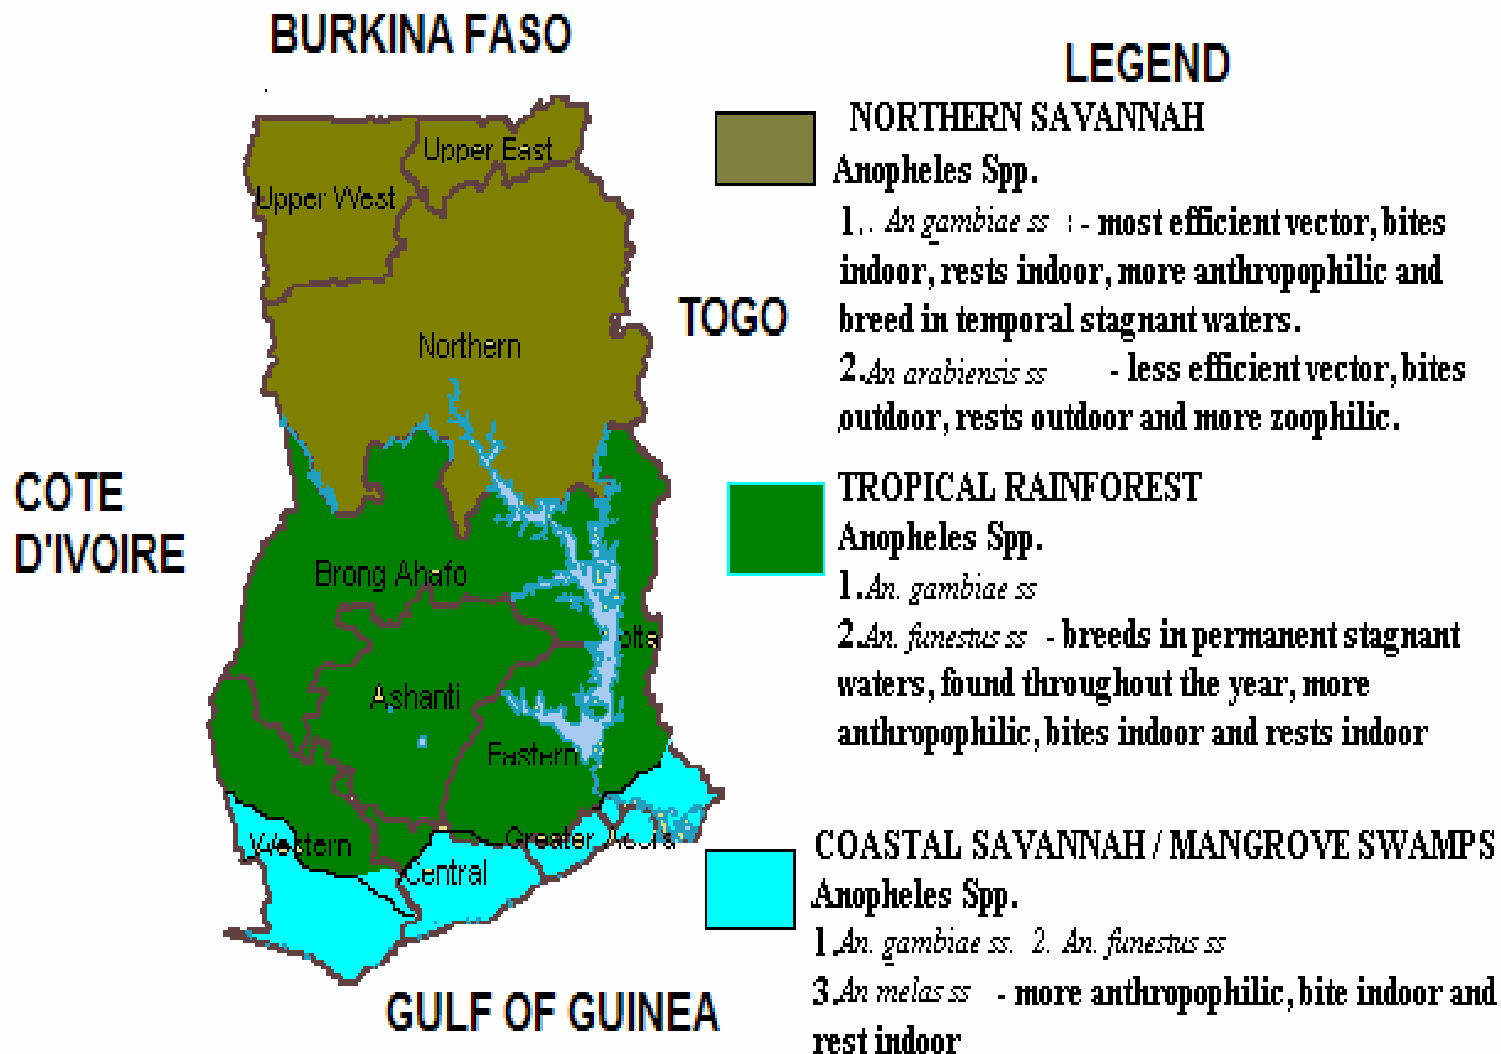 BURKINA FASO
LEGEND
NORTHERN SAVANNAH
Anopheles Spp.
1.. An gambiae ss : - most efficient vector, bites
indoor, rests indoor, more anthropophilic and
breed in temporal stagnant waters.
2.An arabiensis ss - less efficient vector, bites
outdoor, rests outdoor and more zoophilic.
TROPICAL RAINFOREST
Anopheles Spp.
1.An. gambiae ss
2.An. funestus ss - breeds in permanent stagnant
waters, found throughout the year, more
anthropophilic, bites indoor and rests indoor
COASTAL SAVANNAH / MANGROVE SWAMPS
Anopheles Spp.
1.An. gambiae ss. 2. An. funestus ss
3.An melas ss - more anthropophilic, bite indoor and
rest indoor
Upper East
Upper West
TOGO
Northern
COTE
D'IVOIRE
Brong Ahafo
olta
Ashanti
Eastern
Western
Greater Accra
Central
GULF OF GUINEA